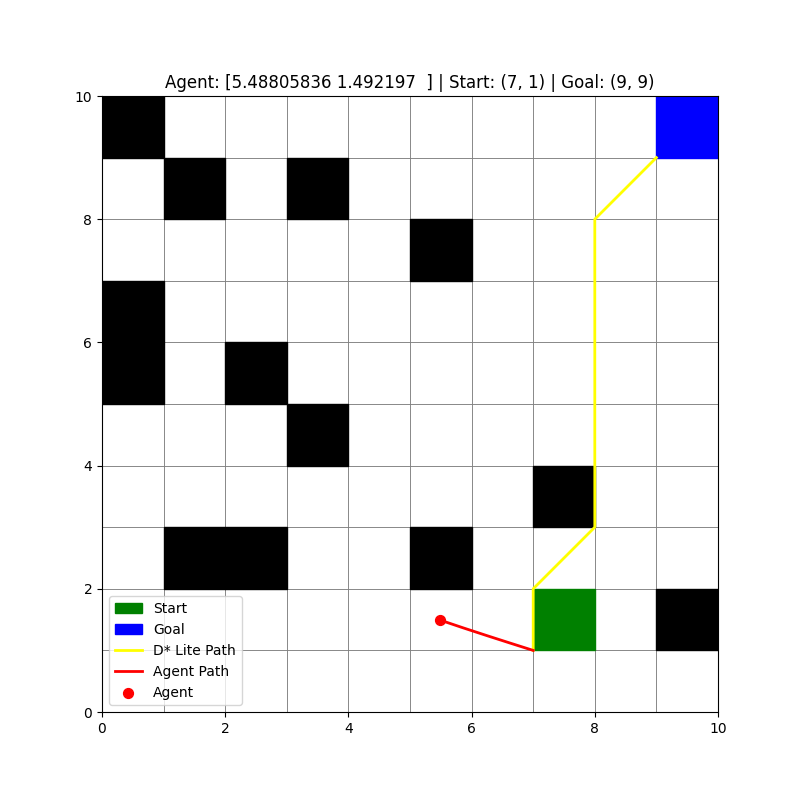 Agent: [5.48805836 1.492197  ] | Start: (7, 1) | Goal: (9, 9)
10
8
6
4
2
0
Start
Goal
D* Lite Path
Agent Path
Agent
0 2 4 6 8 10